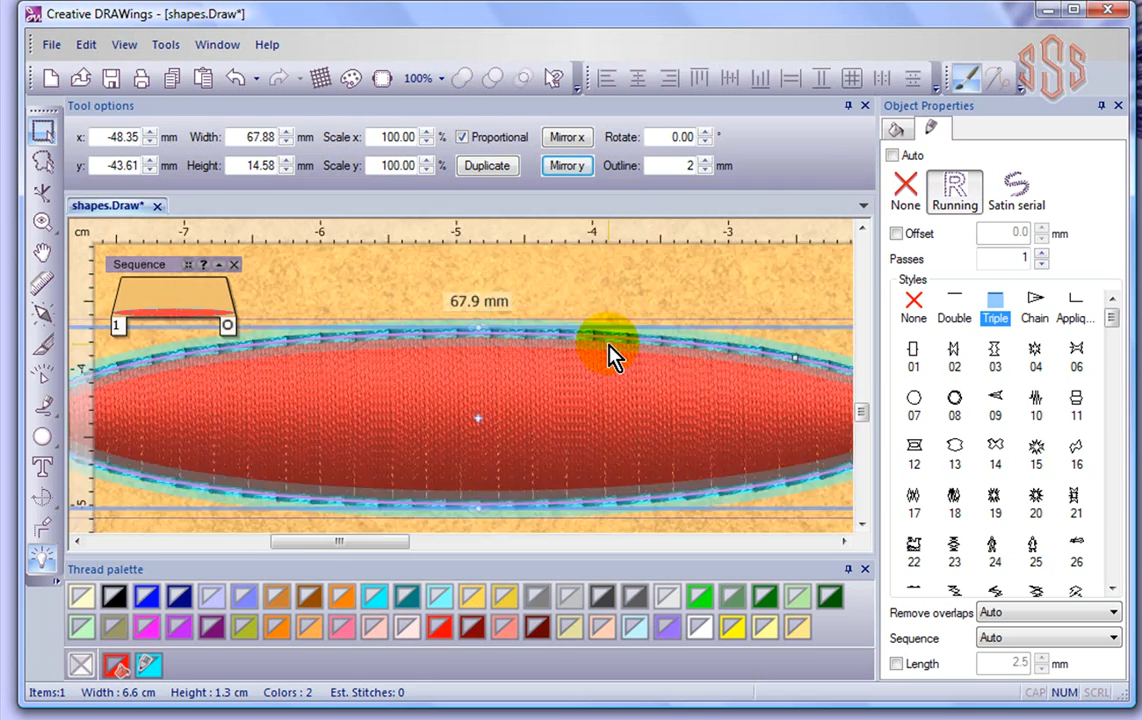 Creative DRAWings - [shapes.Draw*]
File Edit View Tools Window Help
100%
SSS
Tool options
Object Properties
x: -48.35 mm Width: 67.88 mm Scale x: 100.00 % Proportional Mirror x Rotate: 0.00 °
y: -43.61 mm Height: 14.58 mm Scale y: 100.00 % Duplicate Mirror y Outline: 2 mm
Auto
None Running Satin serial
shapes.Draw*
cm -7 -6 -5 -4 -3
Offset 0.0 mm
Passes 1
Sequence ?
Styles
67.9 mm
1
None Double Triple Chain Appliq...
-4
01 02 03 04 06
07 08 09 10 11
12 13 14 15 16
-5
17 18 19 20 21
22 23 24 25 26
Thread palette
Remove overlaps Auto
Sequence Auto
Length 2.5 mm
Items:1 Width : 6.6 cm Height : 1.3 cm Colors : 2 Est. Stitches: 0
CAP NUM SCRL